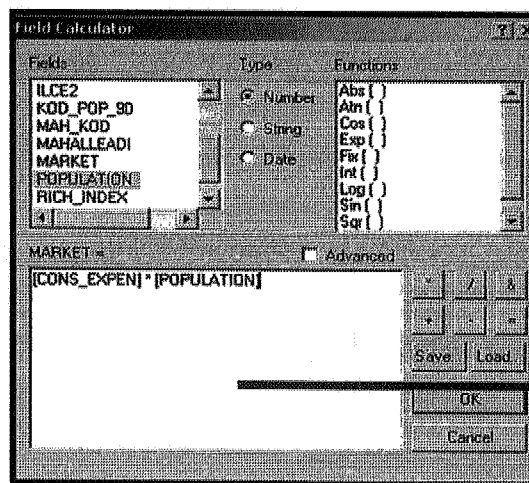 Field Calculator
Fields
Type
Functions
ILCE2
KOD_POP_90
MAH_KOD
MAHALLEADI
MARKET
POPULATION
RICH_INDEX
Number
String
Date
Abs ( )
Atn ( )
Cos ( )
Exp ( )
Fix ( )
Int ( )
Log ( )
Sin ( )
Sqr ( )
MARKET =
Advanced
[CONS_EXPEN] * [POPULATION]
* / &
+ - =
Save... Load...
OK
Cancel